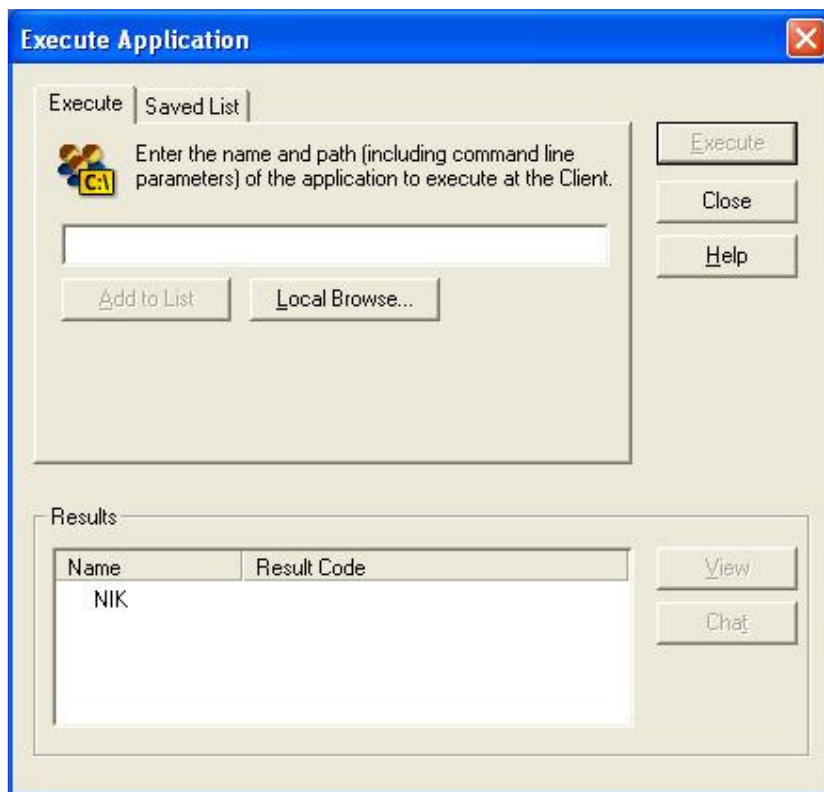 Execute Application
Execute Saved List
Enter the name and path (including command line
parameters) of the application to execute at the Client.
C:\
Add to List Local Browse...
Execute
Close
Help
Results
Name Result Code
NIK
View
Chat